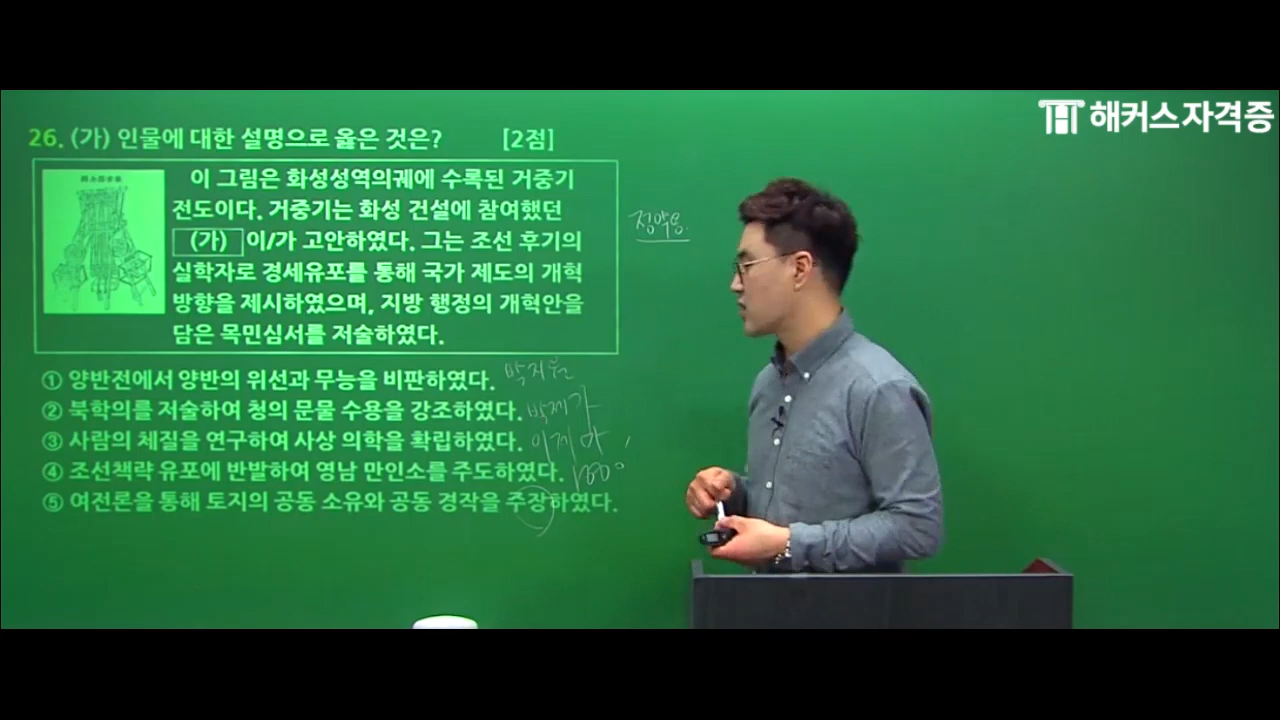 해커스자격증
26. (가) 인물에 대한 설명으로 옳은 것은? [2점]
이 그림은 화성성역의궤에 수록된 거중기
전도이다. 거중기는 화성 건설에 참여했던
(가) 이/가 고안하였다. 그는 조선 후기의
실학자로 경세유포를 통해 국가 제도의 개혁
방향을 제시하였으며, 지방 행정의 개혁안을
담은 목민심서를 저술하였다.
정약용.
① 양반전에서 양반의 위선과 무능을 비판하였다. 박지원
② 북학의를 저술하여 청의 문물 수용을 강조하였다. 박제가
③ 사람의 체질을 연구하여 사상 의학을 확립하였다. 이제마
④ 조선책략 유포에 반발하여 영남 만인소를 주도하였다.
⑤ 여전론을 통해 토지의 공동 소유와 공동 경작을 주장하였다.